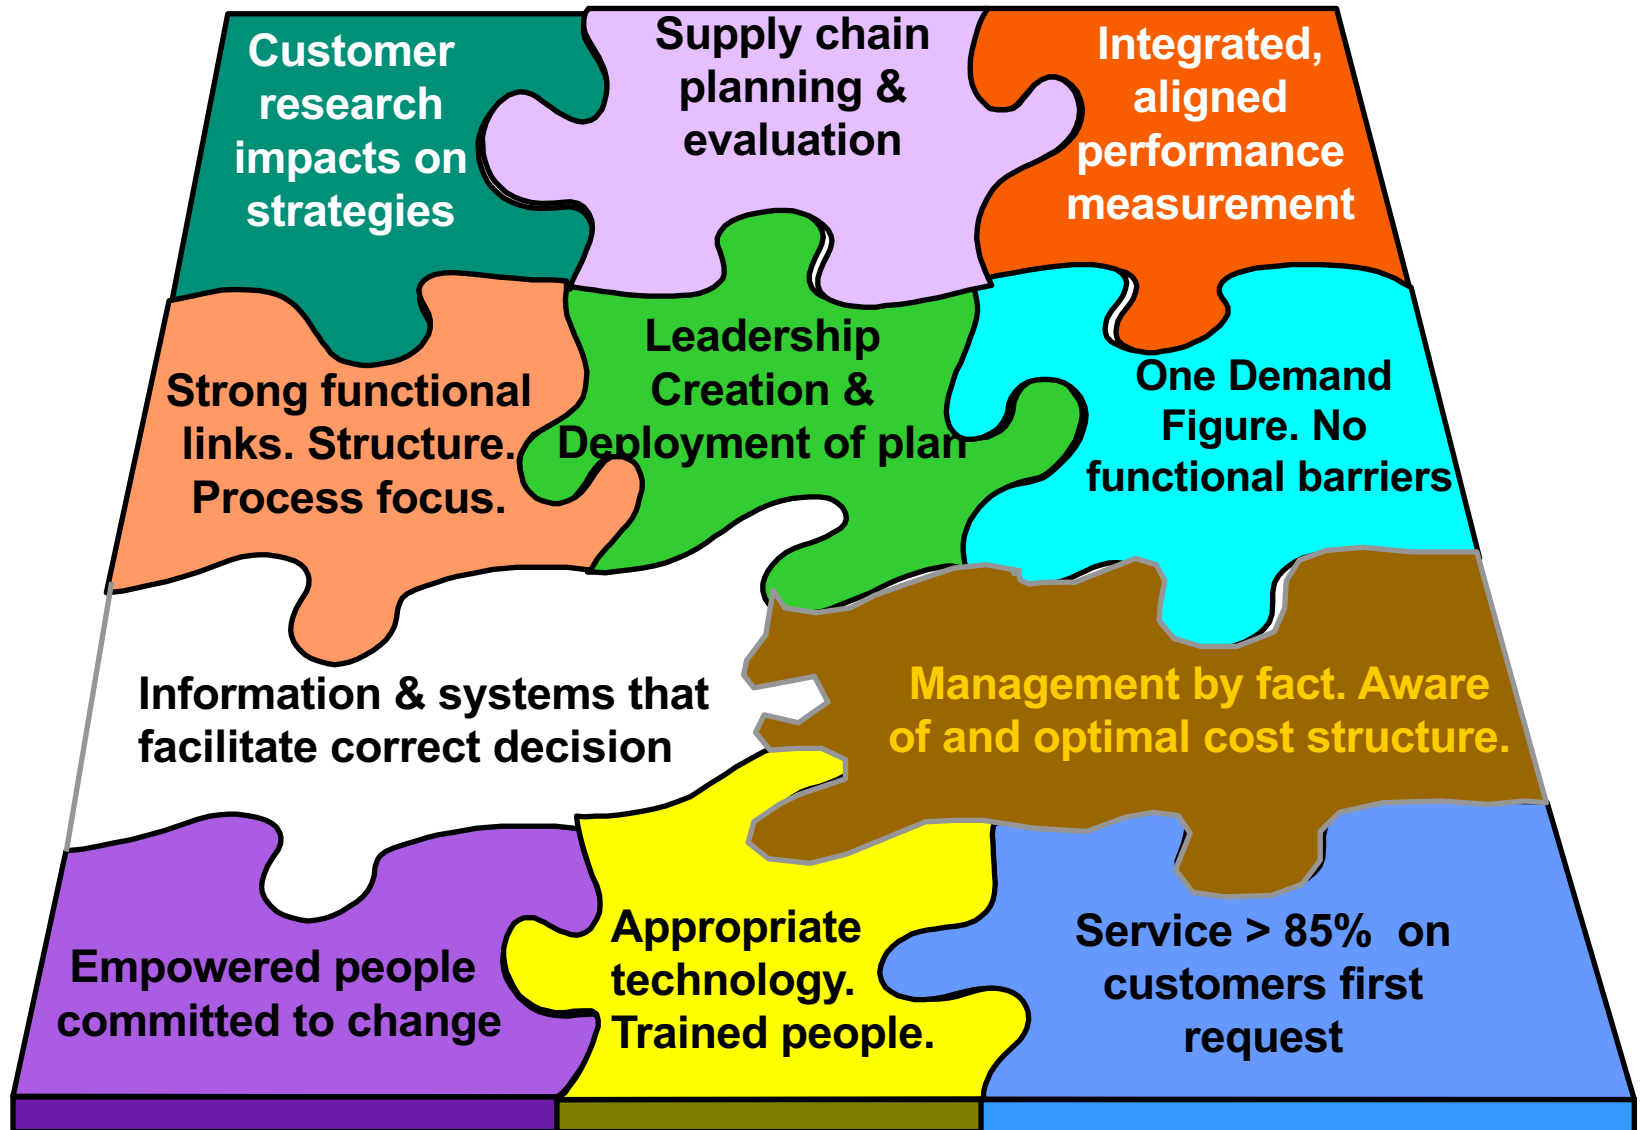 Customer
research
impacts on
strategies
Supply chain
planning &
evaluation
Integrated,
aligned
performance
measurement
Strong functional
links. Structure.
Process focus.
Leadership
Creation &
Deployment of plan
One Demand
Figure. No
functional barriers
Information & systems that
facilitate correct decision
Management by fact. Aware
of and optimal cost structure.
Empowered people
committed to change
Appropriate
technology.
Trained people.
Service > 85% on
customers first
request